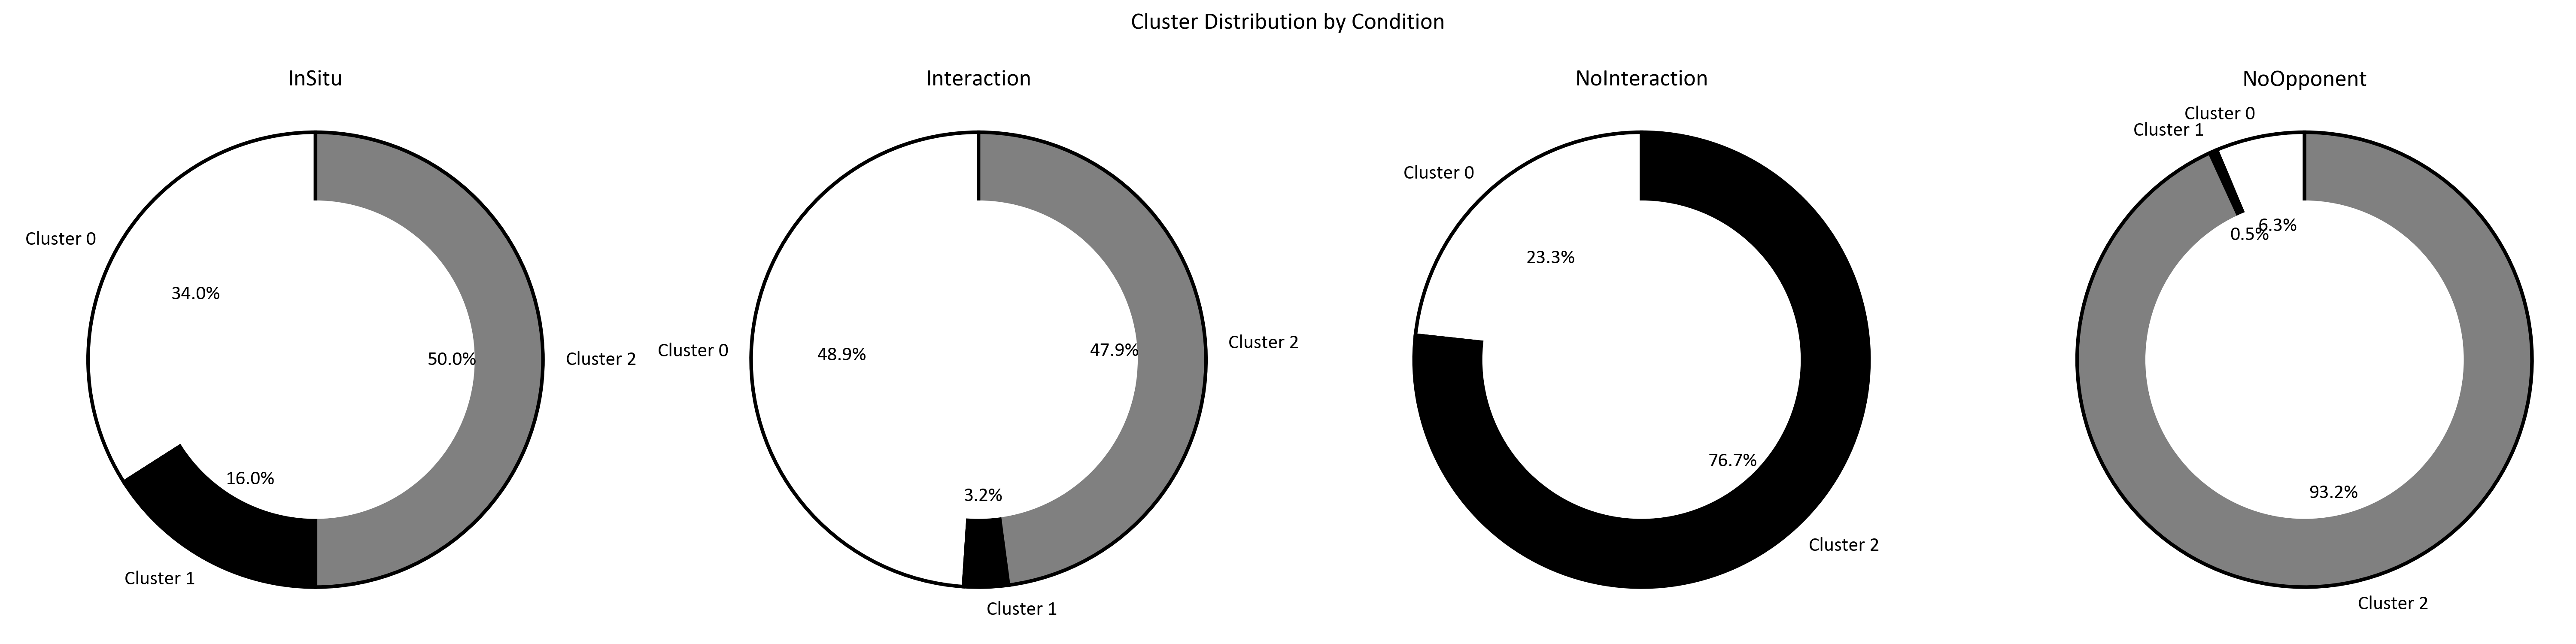 Cluster Distribution by Condition
InSitu
Cluster 0
34.0%
50.0%
Cluster 2
16.0%
Cluster 1
Interaction
Cluster 0
48.9%
47.9%
Cluster 2
3.2%
Cluster 1
NoInteraction
Cluster 0
23.3%
76.7%
Cluster 2
NoOpponent
Cluster 0
Cluster 1
6.3%
0.5%
93.2%
Cluster 2